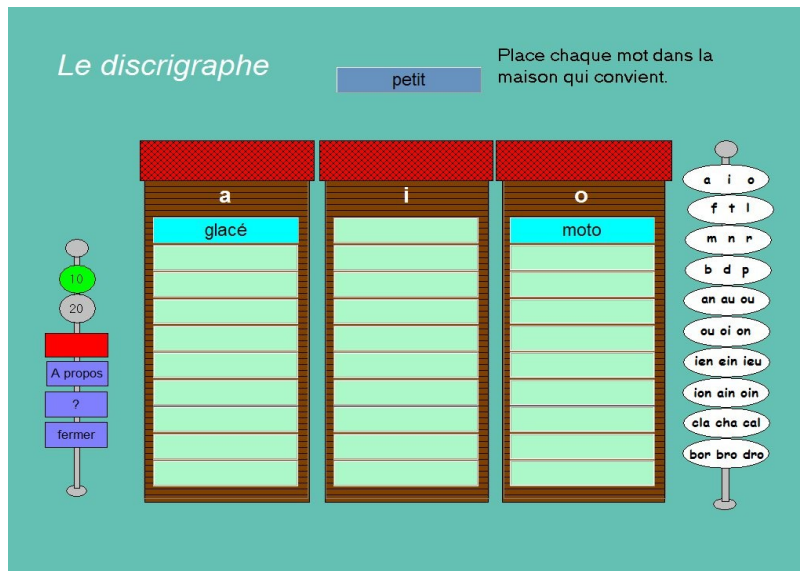 Le discrigraphe
petit
Place chaque mot dans la
maison qui convient.
a
i
o
glacé
moto
10
20
A propos
?
fermer
a i o
f t l
m n r
b d p
an au ou
ou oi on
ien ein ieu
ion ain oin
cla cha cal
bor bro dro